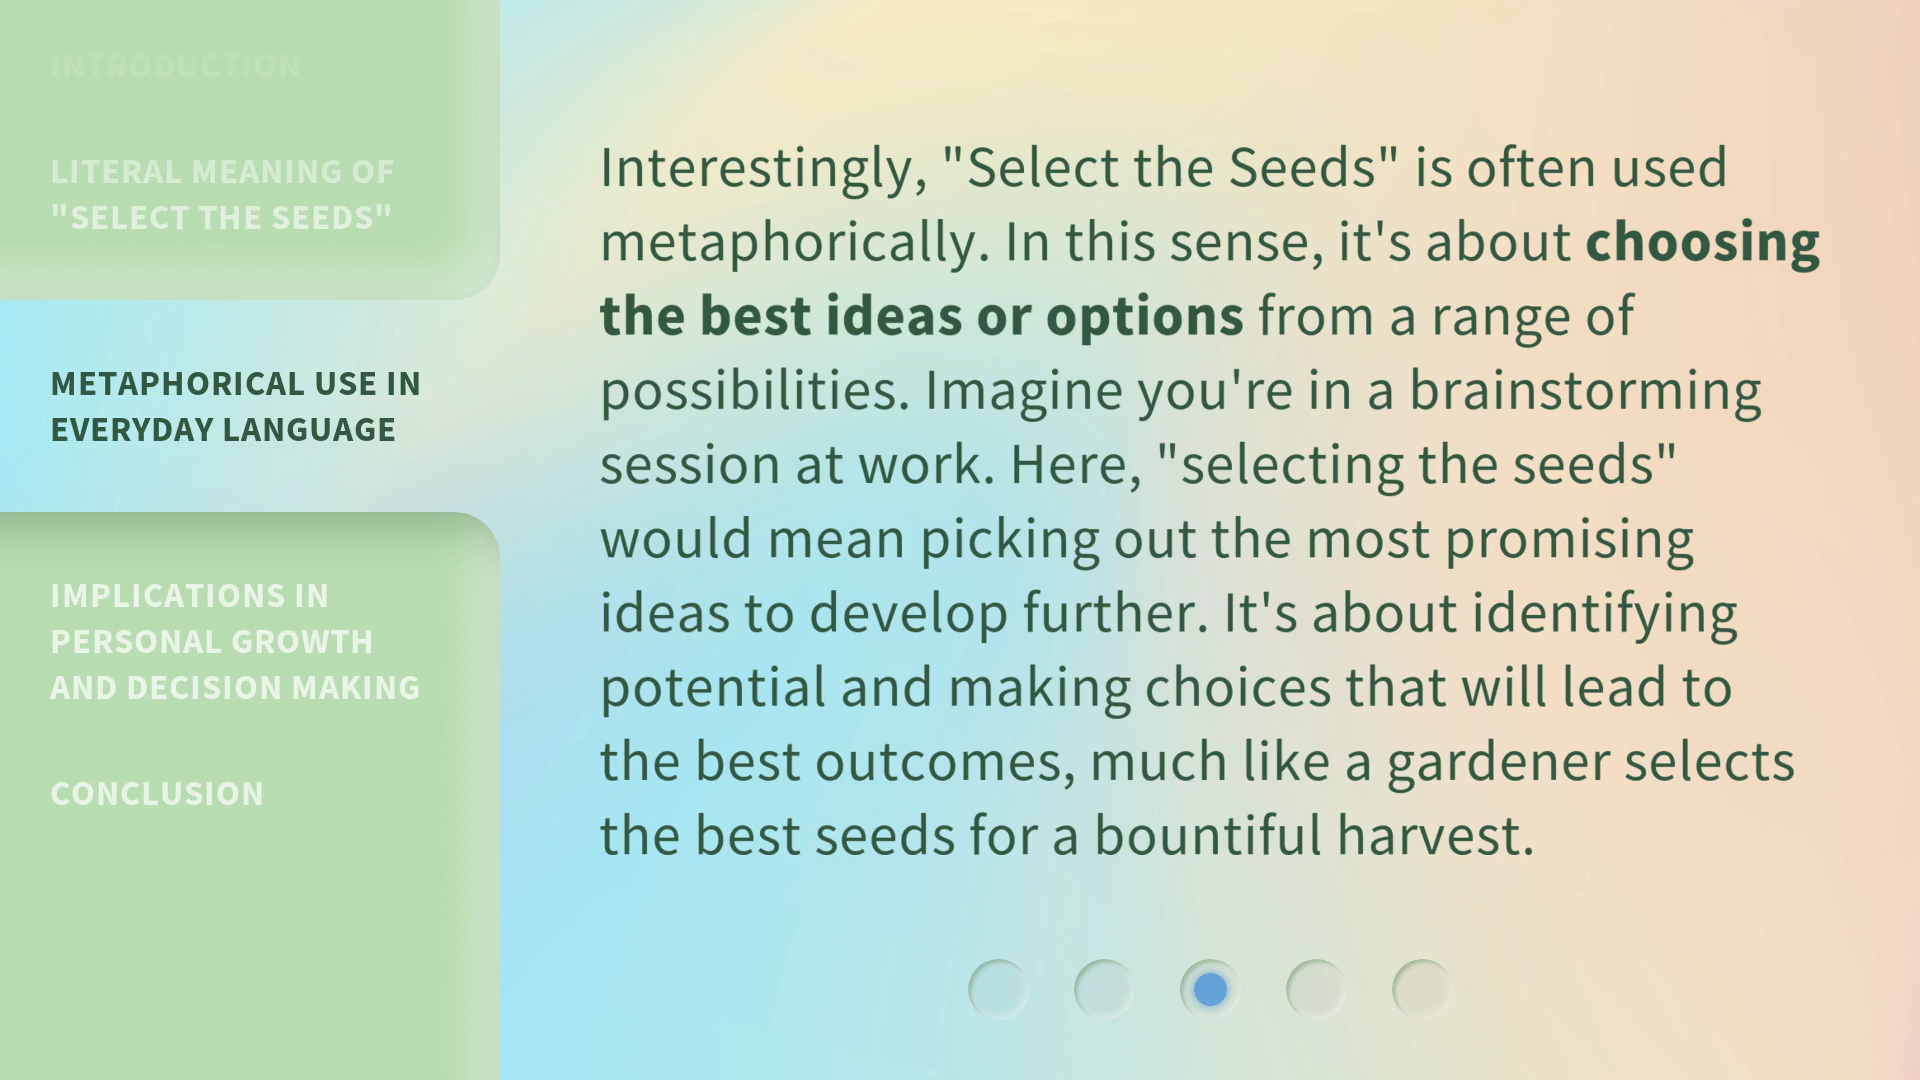 INTRODUCTION
LITERAL MEANING OF
"SELECT THE SEEDS"
METAPHORICAL USE IN
EVERYDAY LANGUAGE
IMPLICATIONS IN
PERSONAL GROWTH
AND DECISION MAKING
CONCLUSION
Interestingly, "Select the Seeds" is often used
metaphorically. In this sense, it's about choosing
the best ideas or options from a range of
possibilities. Imagine you're in a brainstorming
session at work. Here, "selecting the seeds"
would mean picking out the most promising
ideas to develop further. It's about identifying
potential and making choices that will lead to
the best outcomes, much like a gardener selects
the best seeds for a bountiful harvest.